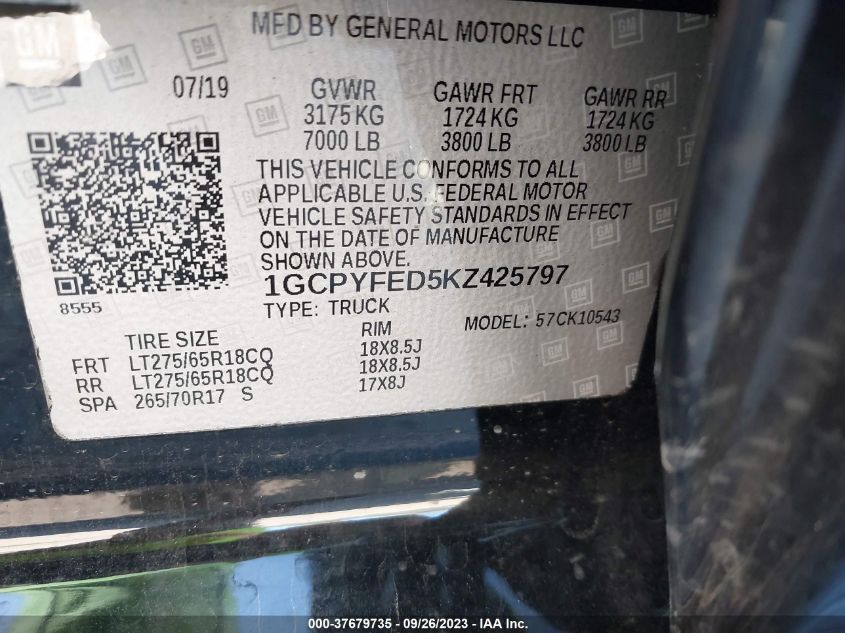 MFD BY GENERAL MOTORS LLC
07/19 GVWR GAWR FRT GAWR RR
3175 KG 1724 KG 1724 KG
7000 LB 3800 LB 3800 LB
THIS VEHICLE CONFORMS TO ALL
APPLICABLE U.S. FEDERAL MOTOR
VEHICLE SAFETY STANDARDS IN EFFECT
ON THE DATE OF MANUFACTURE
SHOWN ABOVE.
1GCPYFED5KZ425797
8555
TYPE: TRUCK MODEL: 57CK10543
TIRE SIZE RIM
FRT LT275/65R18CQ 18X8.5J
RR LT275/65R18CQ 18X8.5J
SPA 265/70R17 S 17X8J
000-37679735 - 09/26/2023 - IAA Inc.